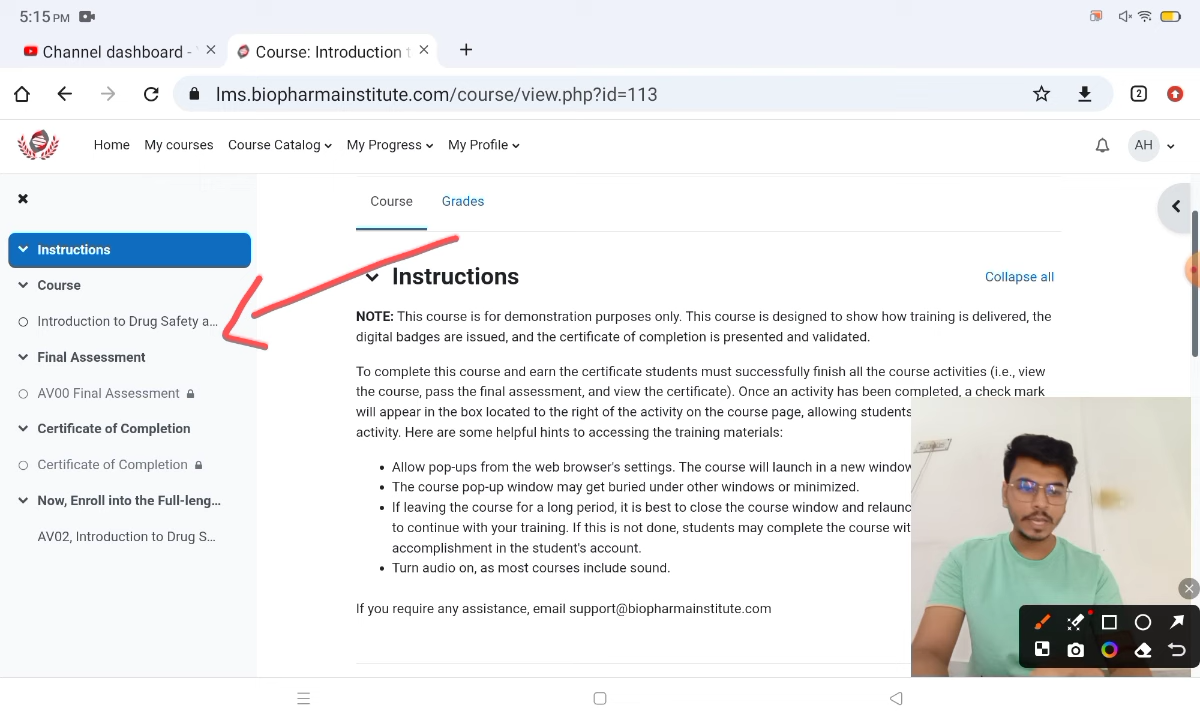 5:15 PM
Channel dashboard -
Course: Introduction t
lms.biopharmainstitute.com/course/view.php?id=113
2
Home My courses Course Catalog My Progress My Profile
AH
Course Grades
Instructions
Course
Introduction to Drug Safety a...
Final Assessment
AV00 Final Assessment
Certificate of Completion
Certificate of Completion
Now, Enroll into the Full-leng...
AV02, Introduction to Drug S...
Instructions
Collapse all
NOTE: This course is for demonstration purposes only. This course is designed to show how training is delivered, the
digital badges are issued, and the certificate of completion is presented and validated.
To complete this course and earn the certificate students must successfully finish all the course activities (i.e., view
the course, pass the final assessment, and view the certificate). Once an activity has been completed, a check mark
will appear in the box located to the right of the activity on the course page, allowing students
activity. Here are some helpful hints to accessing the training materials:
• Allow pop-ups from the web browser's settings. The course will launch in a new window
• The course pop-up window may get buried under other windows or minimized.
• If leaving the course for a long period, it is best to close the course window and relaunc
to continue with your training. If this is not done, students may complete the course wit
accomplishment in the student's account.
• Turn audio on, as most courses include sound.
If you require any assistance, email support@biopharmainstitute.com